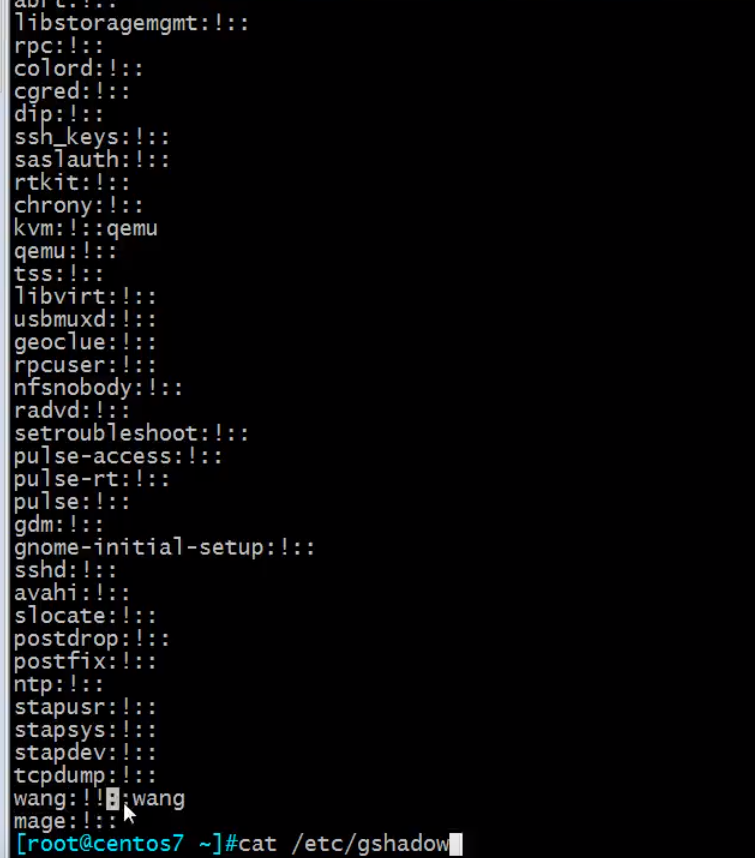 abrt:!::
libstoragemgmt:!::
rpc:!::
colord:!::
cgred:!::
dip:!::
ssh_keys:!::
saslauth:!::
rtkit:!::
chrony:!::
kvm:!::qemu
qemu:!::
tss:!::
libvirt:!::
usbmuxd:!::
geoclue:!::
rpcuser:!::
nfsnobody:!::
radvd:!::
setroubleshoot:!::
pulse-access:!::
pulse-rt:!::
pulse:!::
gdm:!::
gnome-initial-setup:!::
sshd:!::
avahi:!::
slocate:!::
postdrop:!::
postfix:!::
ntp:!::
stapusr:!::
stapsys:!::
stapdev:!::
tcpdump:!::
wang:!!::wang
mage:!::
[root@centos7 ~]#cat /etc/gshadow